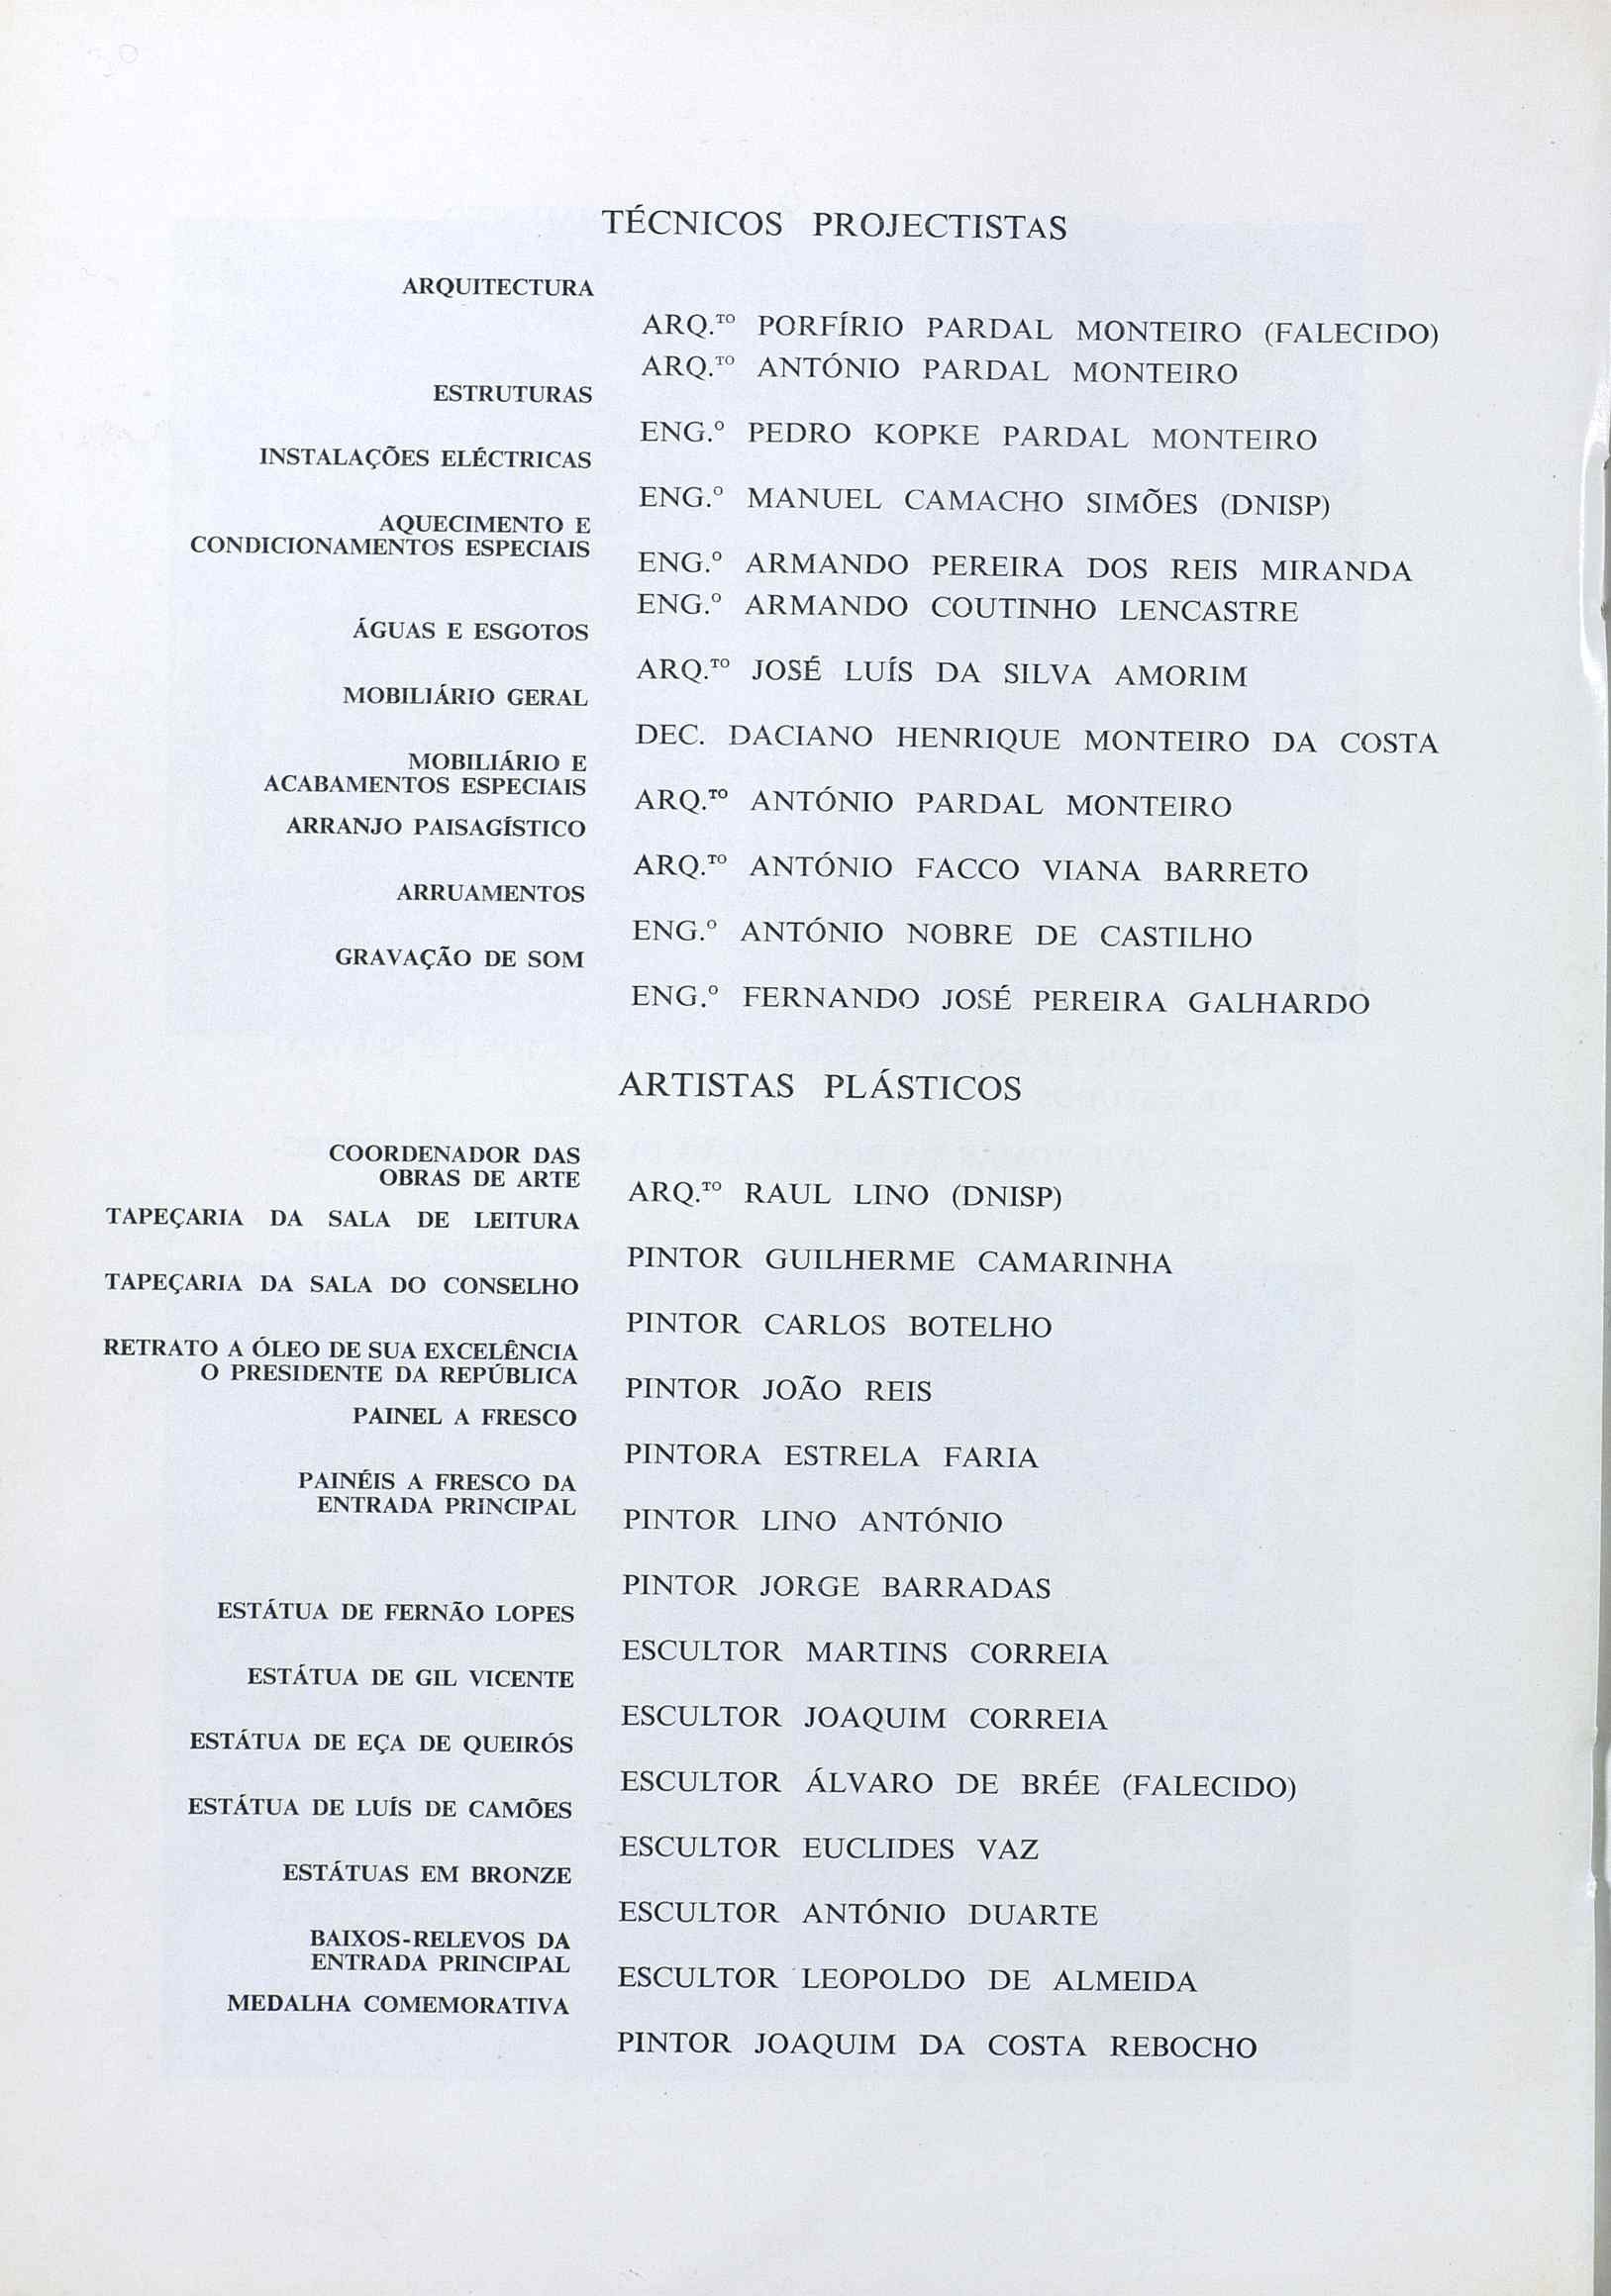 TÉCNICOS PROJECTISTAS
ARQUITECTURA
ARQ.TO PORFÍRIO PARDAL MONTEIRO (FALECIDO)
ARQ.TO ANTÓNIO PARDAL MONTEIRO
ESTRUTURAS
ENG.º PEDRO KOPKE PARDAL MONTEIRO
INSTALAÇÕES ELÉCTRICAS
ENG.º MANUEL CAMACHO SIMÕES (DNISP)
AQUECIMENTO E
CONDICIONAMENTOS ESPECIAIS
ENG.º ARMANDO PEREIRA DOS REIS MIRANDA
ENG.º ARMANDO COUTINHO LENCASTRE
ÁGUAS E ESGOTOS
ARQ.TO JOSÉ LUÍS DA SILVA AMORIM
MOBILIÁRIO GERAL
DEC. DACIANO HENRIQUE MONTEIRO DA COSTA
MOBILIÁRIO E
ACABAMENTOS ESPECIAIS
ARQ.TO ANTÓNIO PARDAL MONTEIRO
ARRANJO PAISAGÍSTICO
ARQ.TO ANTÓNIO FACCO VIANA BARRETO
ARRUAMENTOS
ENG.º ANTÓNIO NOBRE DE CASTILHO
GRAVAÇÃO DE SOM
ENG.º FERNANDO JOSÉ PEREIRA GALHARDO
ARTISTAS PLÁSTICOS
COORDENADOR DAS
OBRAS DE ARTE
ARQ.TO RAUL LINO (DNISP)
TAPEÇARIA DA SALA DE LEITURA
PINTOR GUILHERME CAMARINHA
TAPEÇARIA DA SALA DO CONSELHO
PINTOR CARLOS BOTELHO
RETRATO A ÓLEO DE SUA EXCELÊNCIA
O PRESIDENTE DA REPÚBLICA
PINTOR JOÃO REIS
PAINEL A FRESCO
PINTORA ESTRELA FARIA
PAINÉIS A FRESCO DA
ENTRADA PRINCIPAL
PINTOR LINO ANTÓNIO
PINTOR JORGE BARRADAS
ESTÁTUA DE FERNÃO LOPES
ESCULTOR MARTINS CORREIA
ESTÁTUA DE GIL VICENTE
ESCULTOR JOAQUIM CORREIA
ESTÁTUA DE EÇA DE QUEIRÓS
ESCULTOR ÁLVARO DE BRÉE (FALECIDO)
ESTÁTUA DE LUÍS DE CAMÕES
ESCULTOR EUCLIDES VAZ
ESTÁTUAS EM BRONZE
ESCULTOR ANTÓNIO DUARTE
BAIXOS-RELEVOS DA
ENTRADA PRINCIPAL
ESCULTOR LEOPOLDO DE ALMEIDA
MEDALHA COMEMORATIVA
PINTOR JOAQUIM DA COSTA REBOCHO